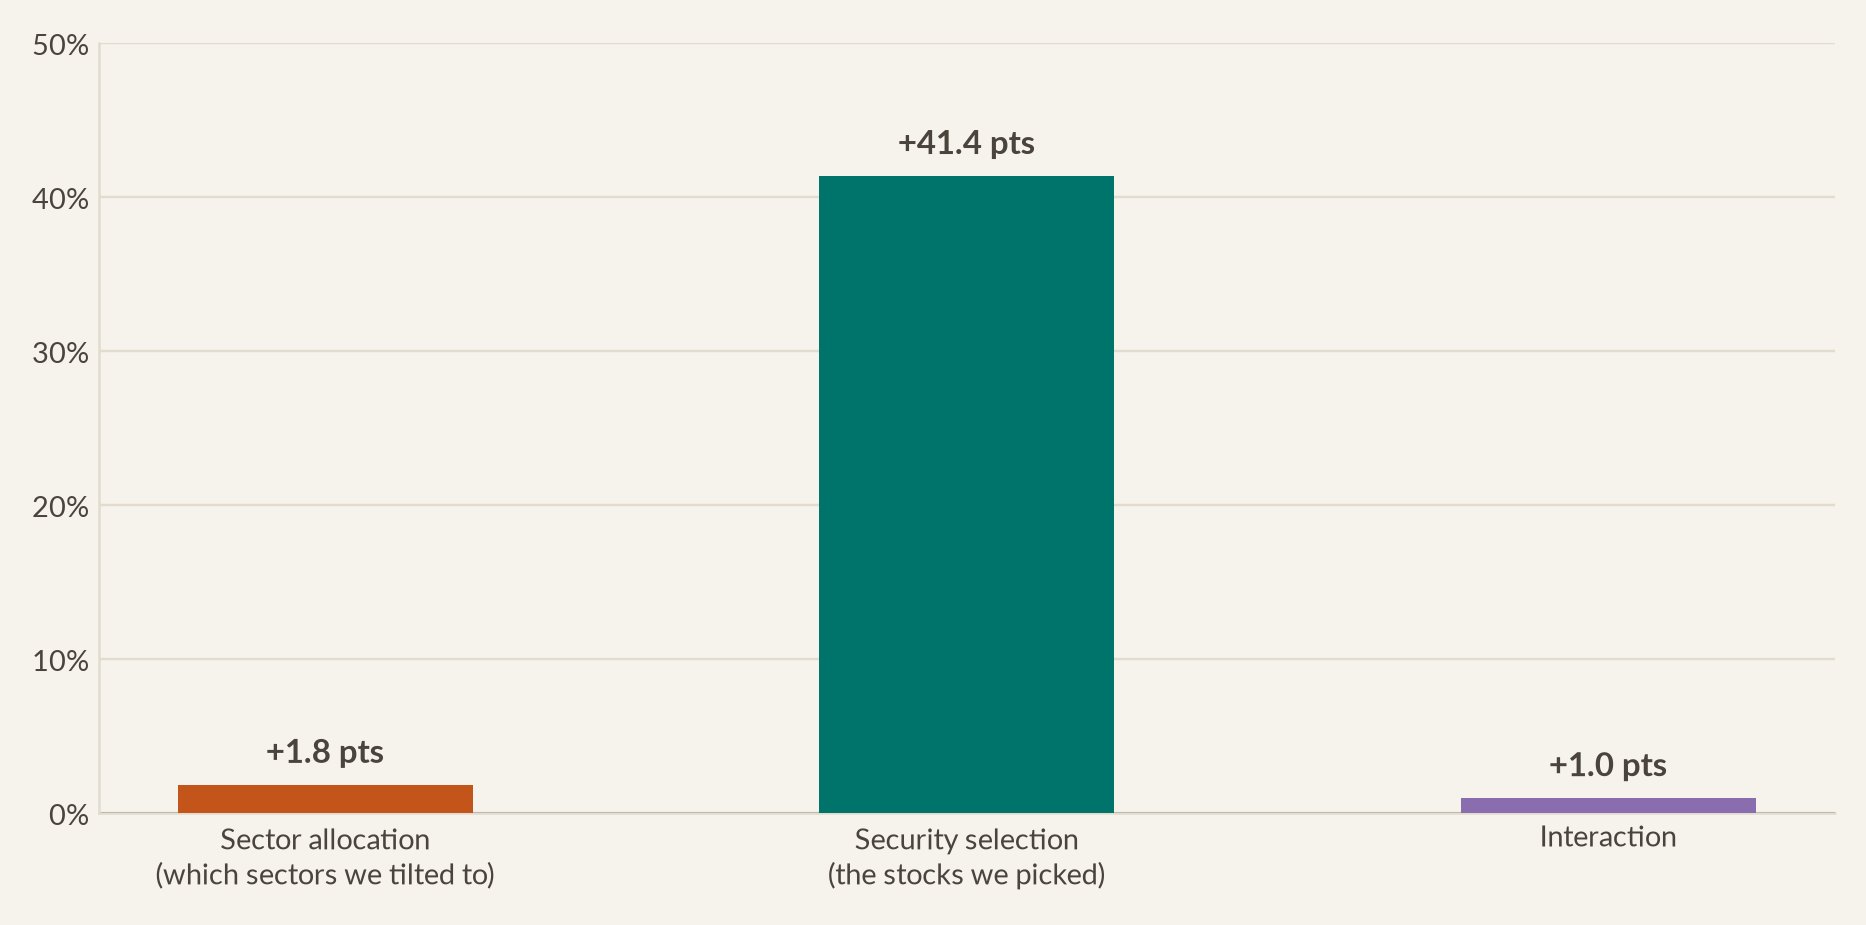 50%
40%
30%
20%
10%
0%
+1.8 pts
+41.4 pts
+1.0 pts
Sector allocation
(which sectors we tilted to)
Security selection
(the stocks we picked)
Interaction